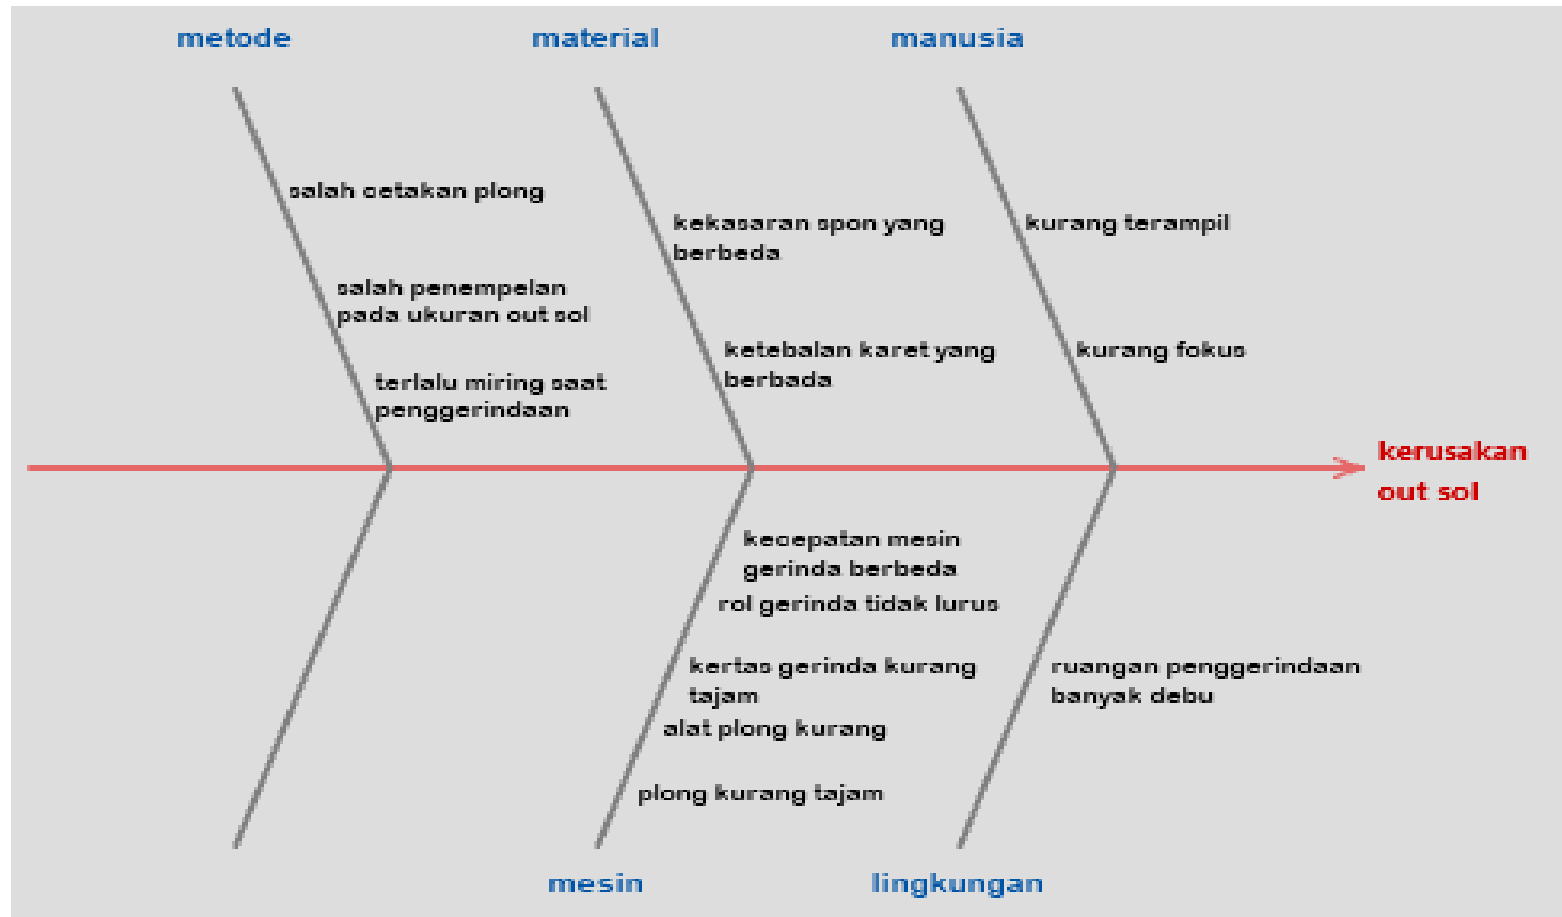 metode
material
manusia
salah cetakan plong
salah penempelan
pada ukuran out sol
terlalu miring saat
penggerindaan
kekasaran spon yang
berbeda
ketebalan karet yang
berbada
kurang terampil
kurang fokus
kerusakan
out sol
kecepatan mesin
gerinda berbeda
rol gerinda tidak lurus
kertas gerinda kurang
tajam
alat plong kurang
plong kurang tajam
ruangan penggerindaan
banyak debu
mesin
lingkungan